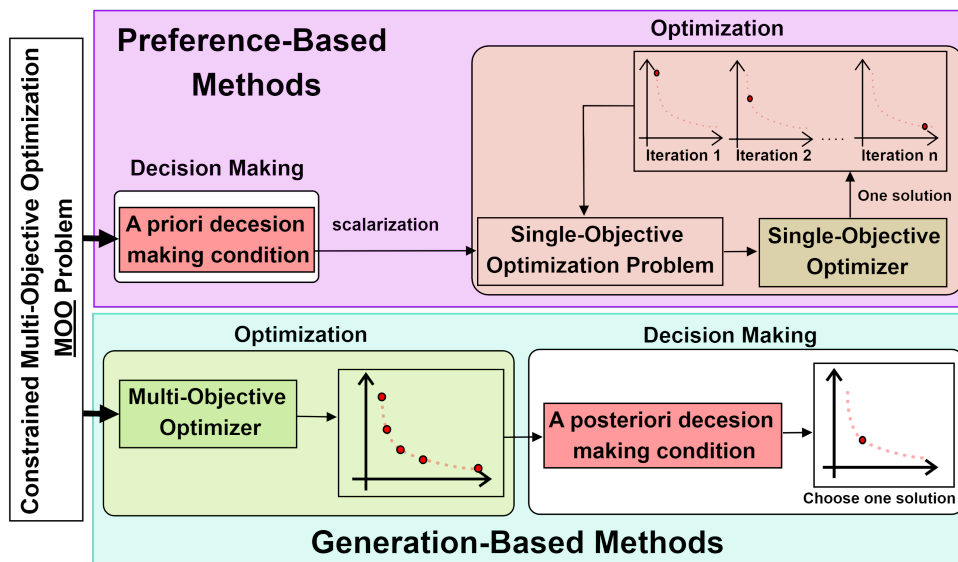 Constrained Multi-Objective Optimization
MOO Problem
Preference-Based
Methods
Optimization
Iteration 1
Iteration 2
....
Iteration n
Decision Making
A priori decesion
making condition
scalarization
Single-Objective
Optimization Problem
One solution
Single-Objective
Optimizer
Optimization
Multi-Objective
Optimizer
Decision Making
A posteriori decesion
making condition
Choose one solution
Generation-Based Methods